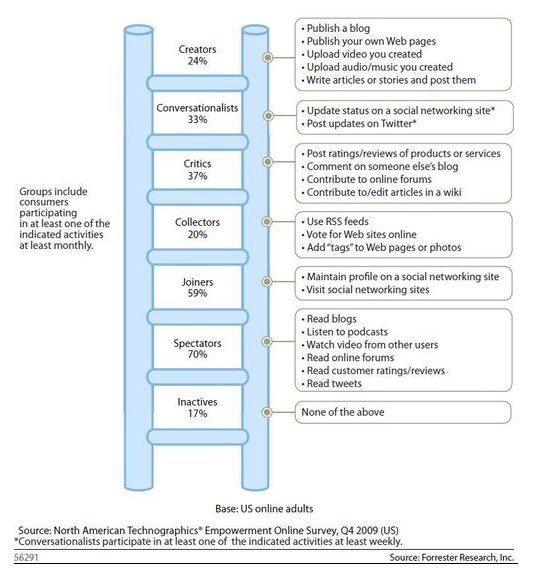 Creators
24%
• Publish a blog
• Publish your own Web pages
• Upload video you created
• Upload audio/music you created
• Write articles or stories and post them
Conversationalists
33%
• Update status on a social networking site*
• Post updates on Twitter*
Critics
37%
• Post ratings/reviews of products or services
• Comment on someone else's blog
• Contribute to online forums
• Contribute to/edit articles in a wiki
Groups include
consumers
participating
in at least one of the
indicated activities
at least monthly.
Collectors
20%
• Use RSS feeds
• Vote for Web sites online
• Add "tags" to Web pages or photos
Joiners
59%
• Maintain profile on a social networking site
• Visit social networking sites
Spectators
70%
• Read blogs
• Listen to podcasts
• Watch video from other users
• Read online forums
• Read customer ratings/reviews
• Read tweets
Inactives
17%
None of the above
Base: US online adults
Source: North American Technographics® Empowerment Online Survey, Q4 2009 (US)
*Conversationalists participate in at least one of the indicated activities at least weekly.
56291
Source: Forrester Research, Inc.